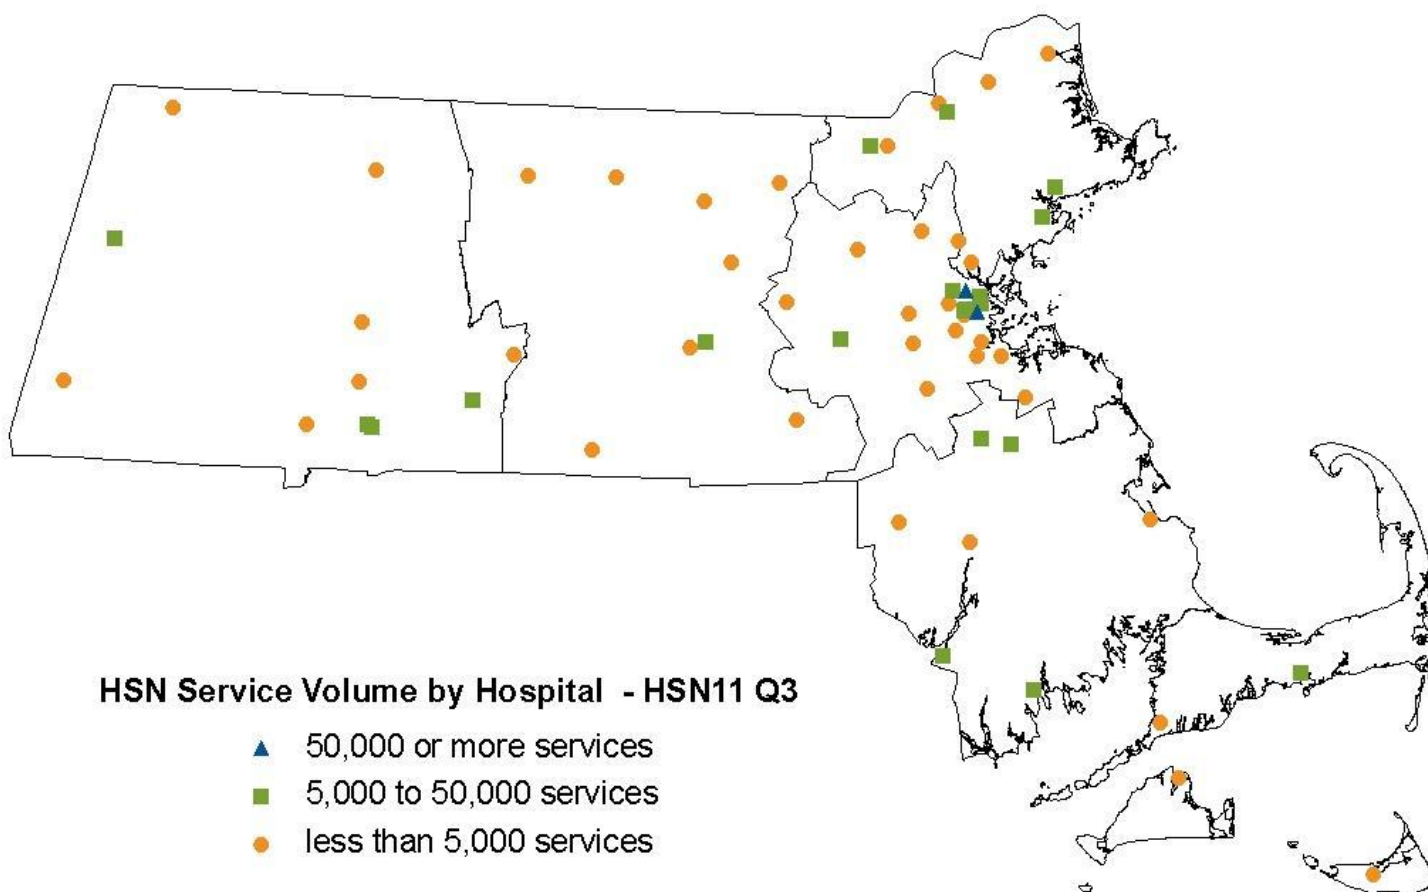 HSN Service Volume by Hospital - HSN11 Q3
50,000 or more services
5,000 to 50,000 services
less than 5,000 services